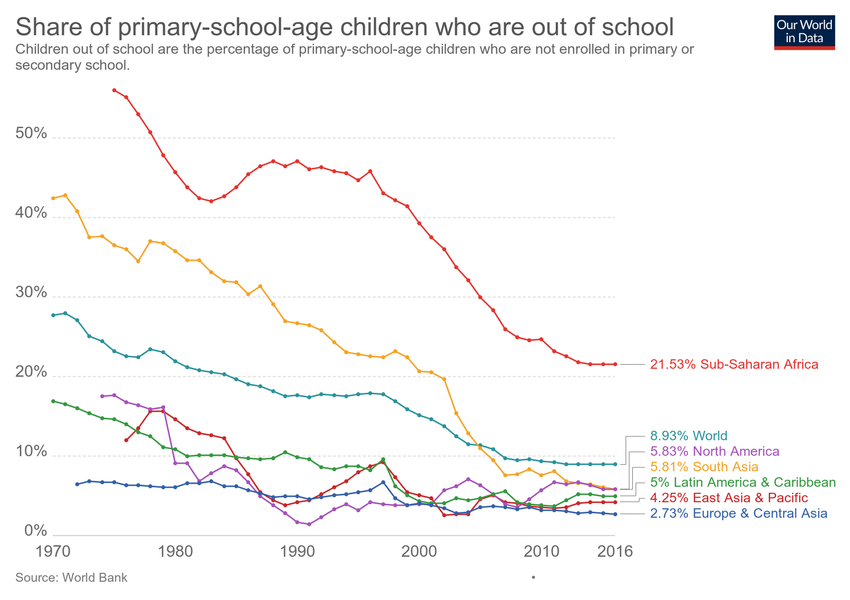 Share of primary-school-age children who are out of school
Our World
in Data
Children out of school are the percentage of primary-school-age children who are not enrolled in primary or
secondary school.
50%
40%
30%
20%
10%
0%
21.53% Sub-Saharan Africa
8.93% World
5.83% North America
5.81% South Asia
5% Latin America & Caribbean
4.25% East Asia & Pacific
2.73% Europe & Central Asia
1970
1980
1990
2000
2010
2016
Source: World Bank